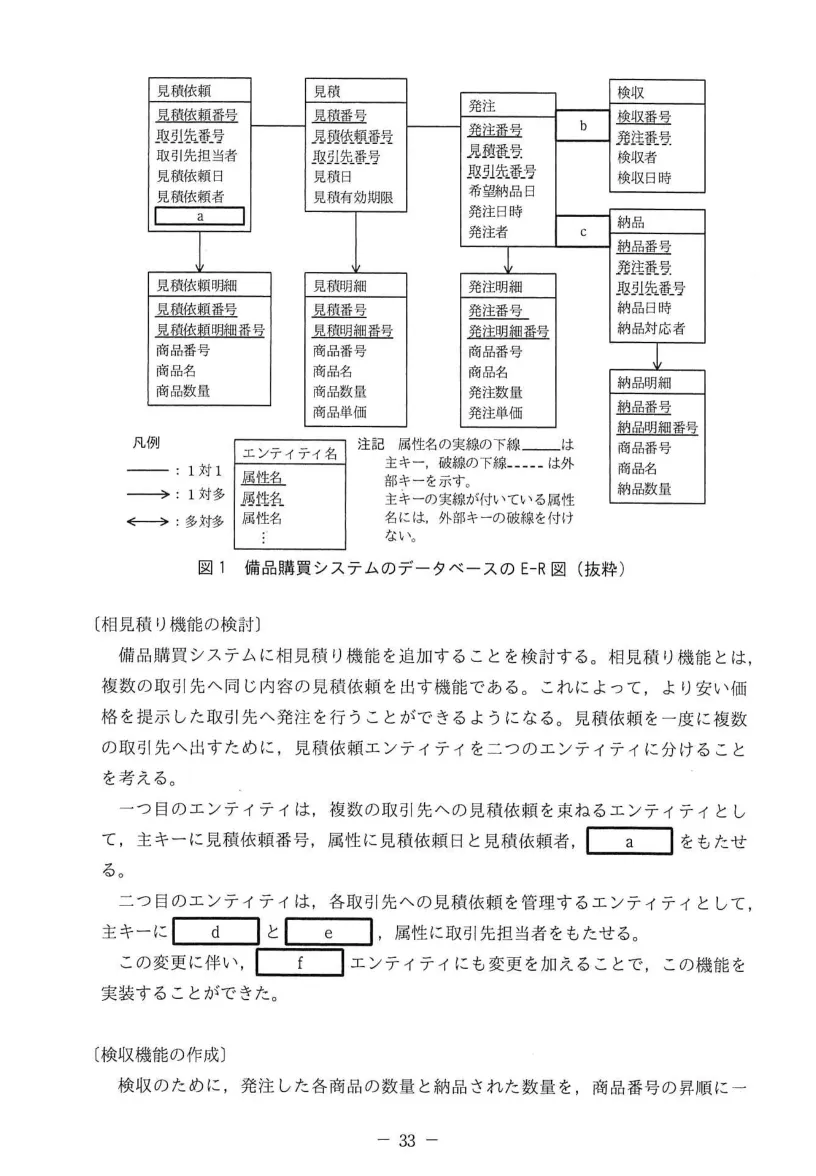 見積依頼
見積依頼番号
取引先番号
取引先担当者
見積依頼日
見積依頼者
a
見積
見積番号
見積依頼番号
取引先番号
見積日
見積有効期限
発注
発注番号
見積番号
取引先番号
希望納品日
発注日時
発注者
b
c
検収
検収番号
発注番号
検収者
検収日時
納品
納品番号
発注番号
取引先番号
納品日時
納品対応者
見積依頼明細
見積依頼番号
見積依頼明細番号
商品番号
商品名
商品数量
見積明細
見積番号
見積明細番号
商品番号
商品名
商品数量
商品単価
発注明細
発注番号
発注明細番号
商品番号
商品名
発注数量
発注単価
納品明細
納品番号
納品明細番号
商品番号
商品名
納品数量
凡例
:1対1
:1対多
:多対多
エンティティ名
属性名
属性名
属性名
⋮
注記 属性名の実線の下線____は
主キー，破線の下線----- は外
部キーを示す。
主キーの実線が付いている属性
名には，外部キーの破線を付け
ない。
図1 備品購買システムのデータベースのE-R図（抜粋）
〔相見積り機能の検討〕
備品購買システムに相見積り機能を追加することを検討する。相見積り機能とは，
複数の取引先へ同じ内容の見積依頼を出す機能である。これによって，より安い価
格を提示した取引先へ発注を行うことができるようになる。見積依頼を一度に複数
の取引先へ出すために，見積依頼エンティティを二つのエンティティに分けること
を考える。
一つ目のエンティティは，複数の取引先への見積依頼を束ねるエンティティとし
て，主キーに見積依頼番号，属性に見積依頼日と見積依頼者， a をもたせ
る。
二つ目のエンティティは，各取引先への見積依頼を管理するエンティティとして，
主キーに d と e ，属性に取引先担当者をもたせる。
この変更に伴い， f エンティティにも変更を加えることで，この機能を
実装することができた。
〔検収機能の作成〕
検収のために，発注した各商品の数量と納品された数量を，商品番号の昇順に一
－ 33 －